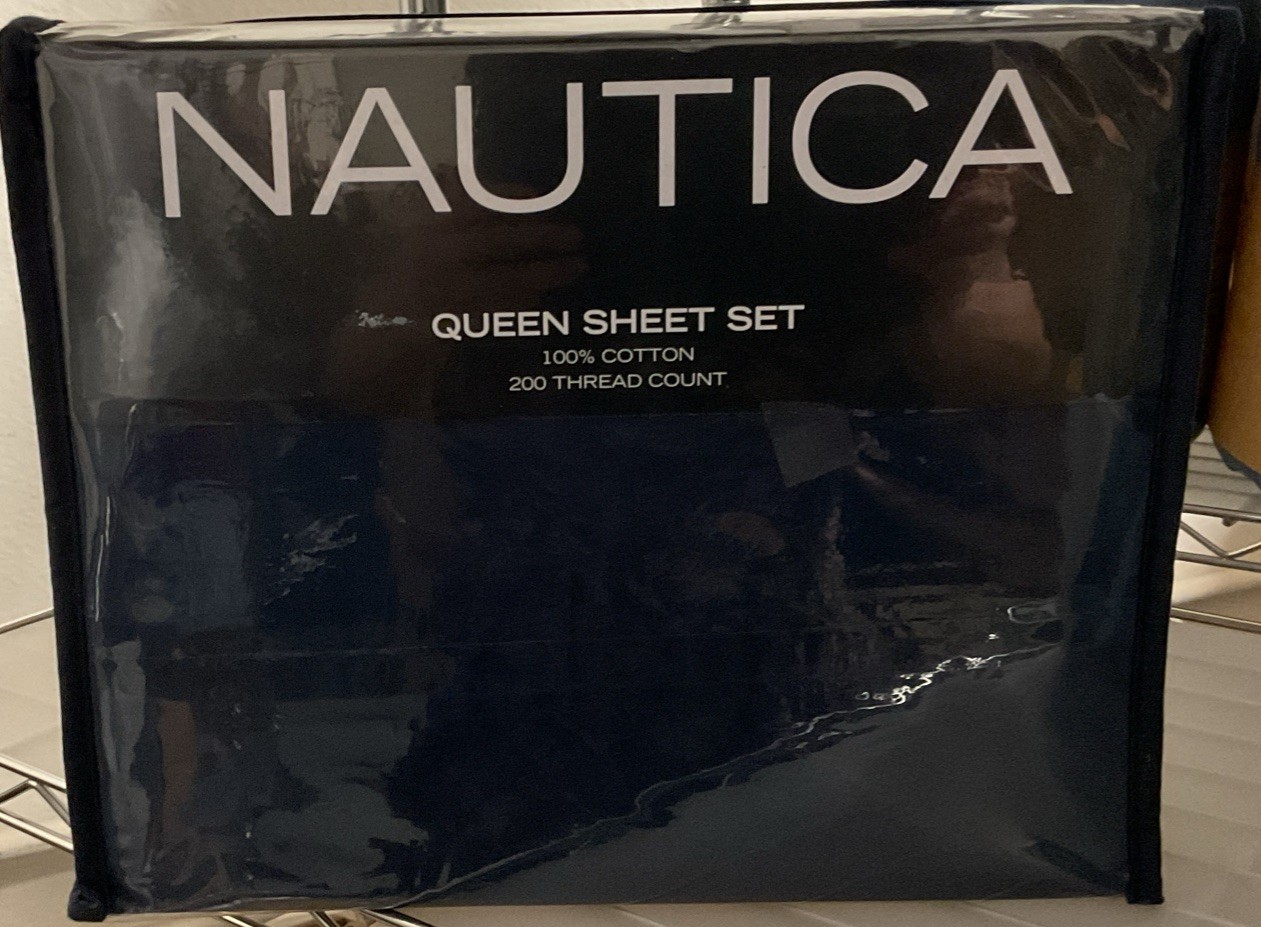 NAUTICA
QUEEN SHEET SET
100% COTTON
200 THREAD COUNT